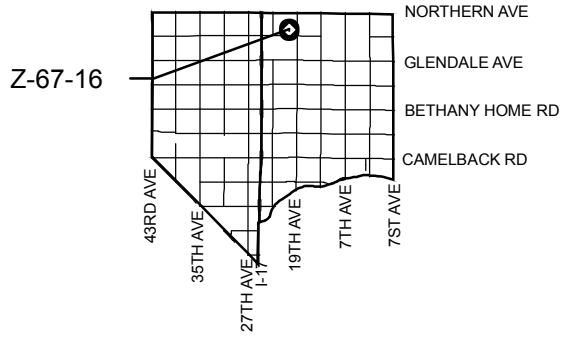 NORTHERN AVE
GLENDALE AVE
Z-67-16
BETHANY HOME RD
CAMELBACK RD
43RD AVE
35TH AVE
27TH AVE
I-17
19TH AVE
7TH AVE
7ST AVE